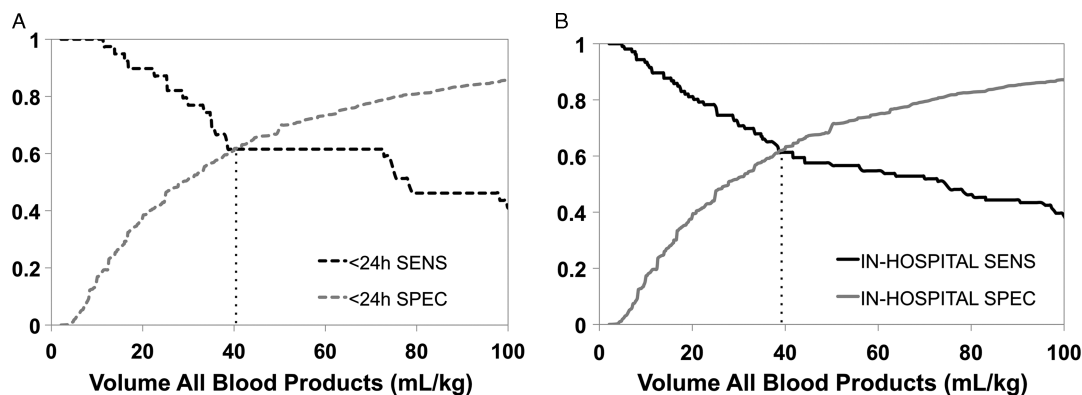 A
1
0.8
0.6
0.4
0.2
0
<24h SENS
<24h SPEC
0 20 40 60 80 100
Volume All Blood Products (mL/kg)
B
1
0.8
0.6
0.4
0.2
0
IN-HOSPITAL SENS
IN-HOSPITAL SPEC
0 20 40 60 80 100
Volume All Blood Products (mL/kg)